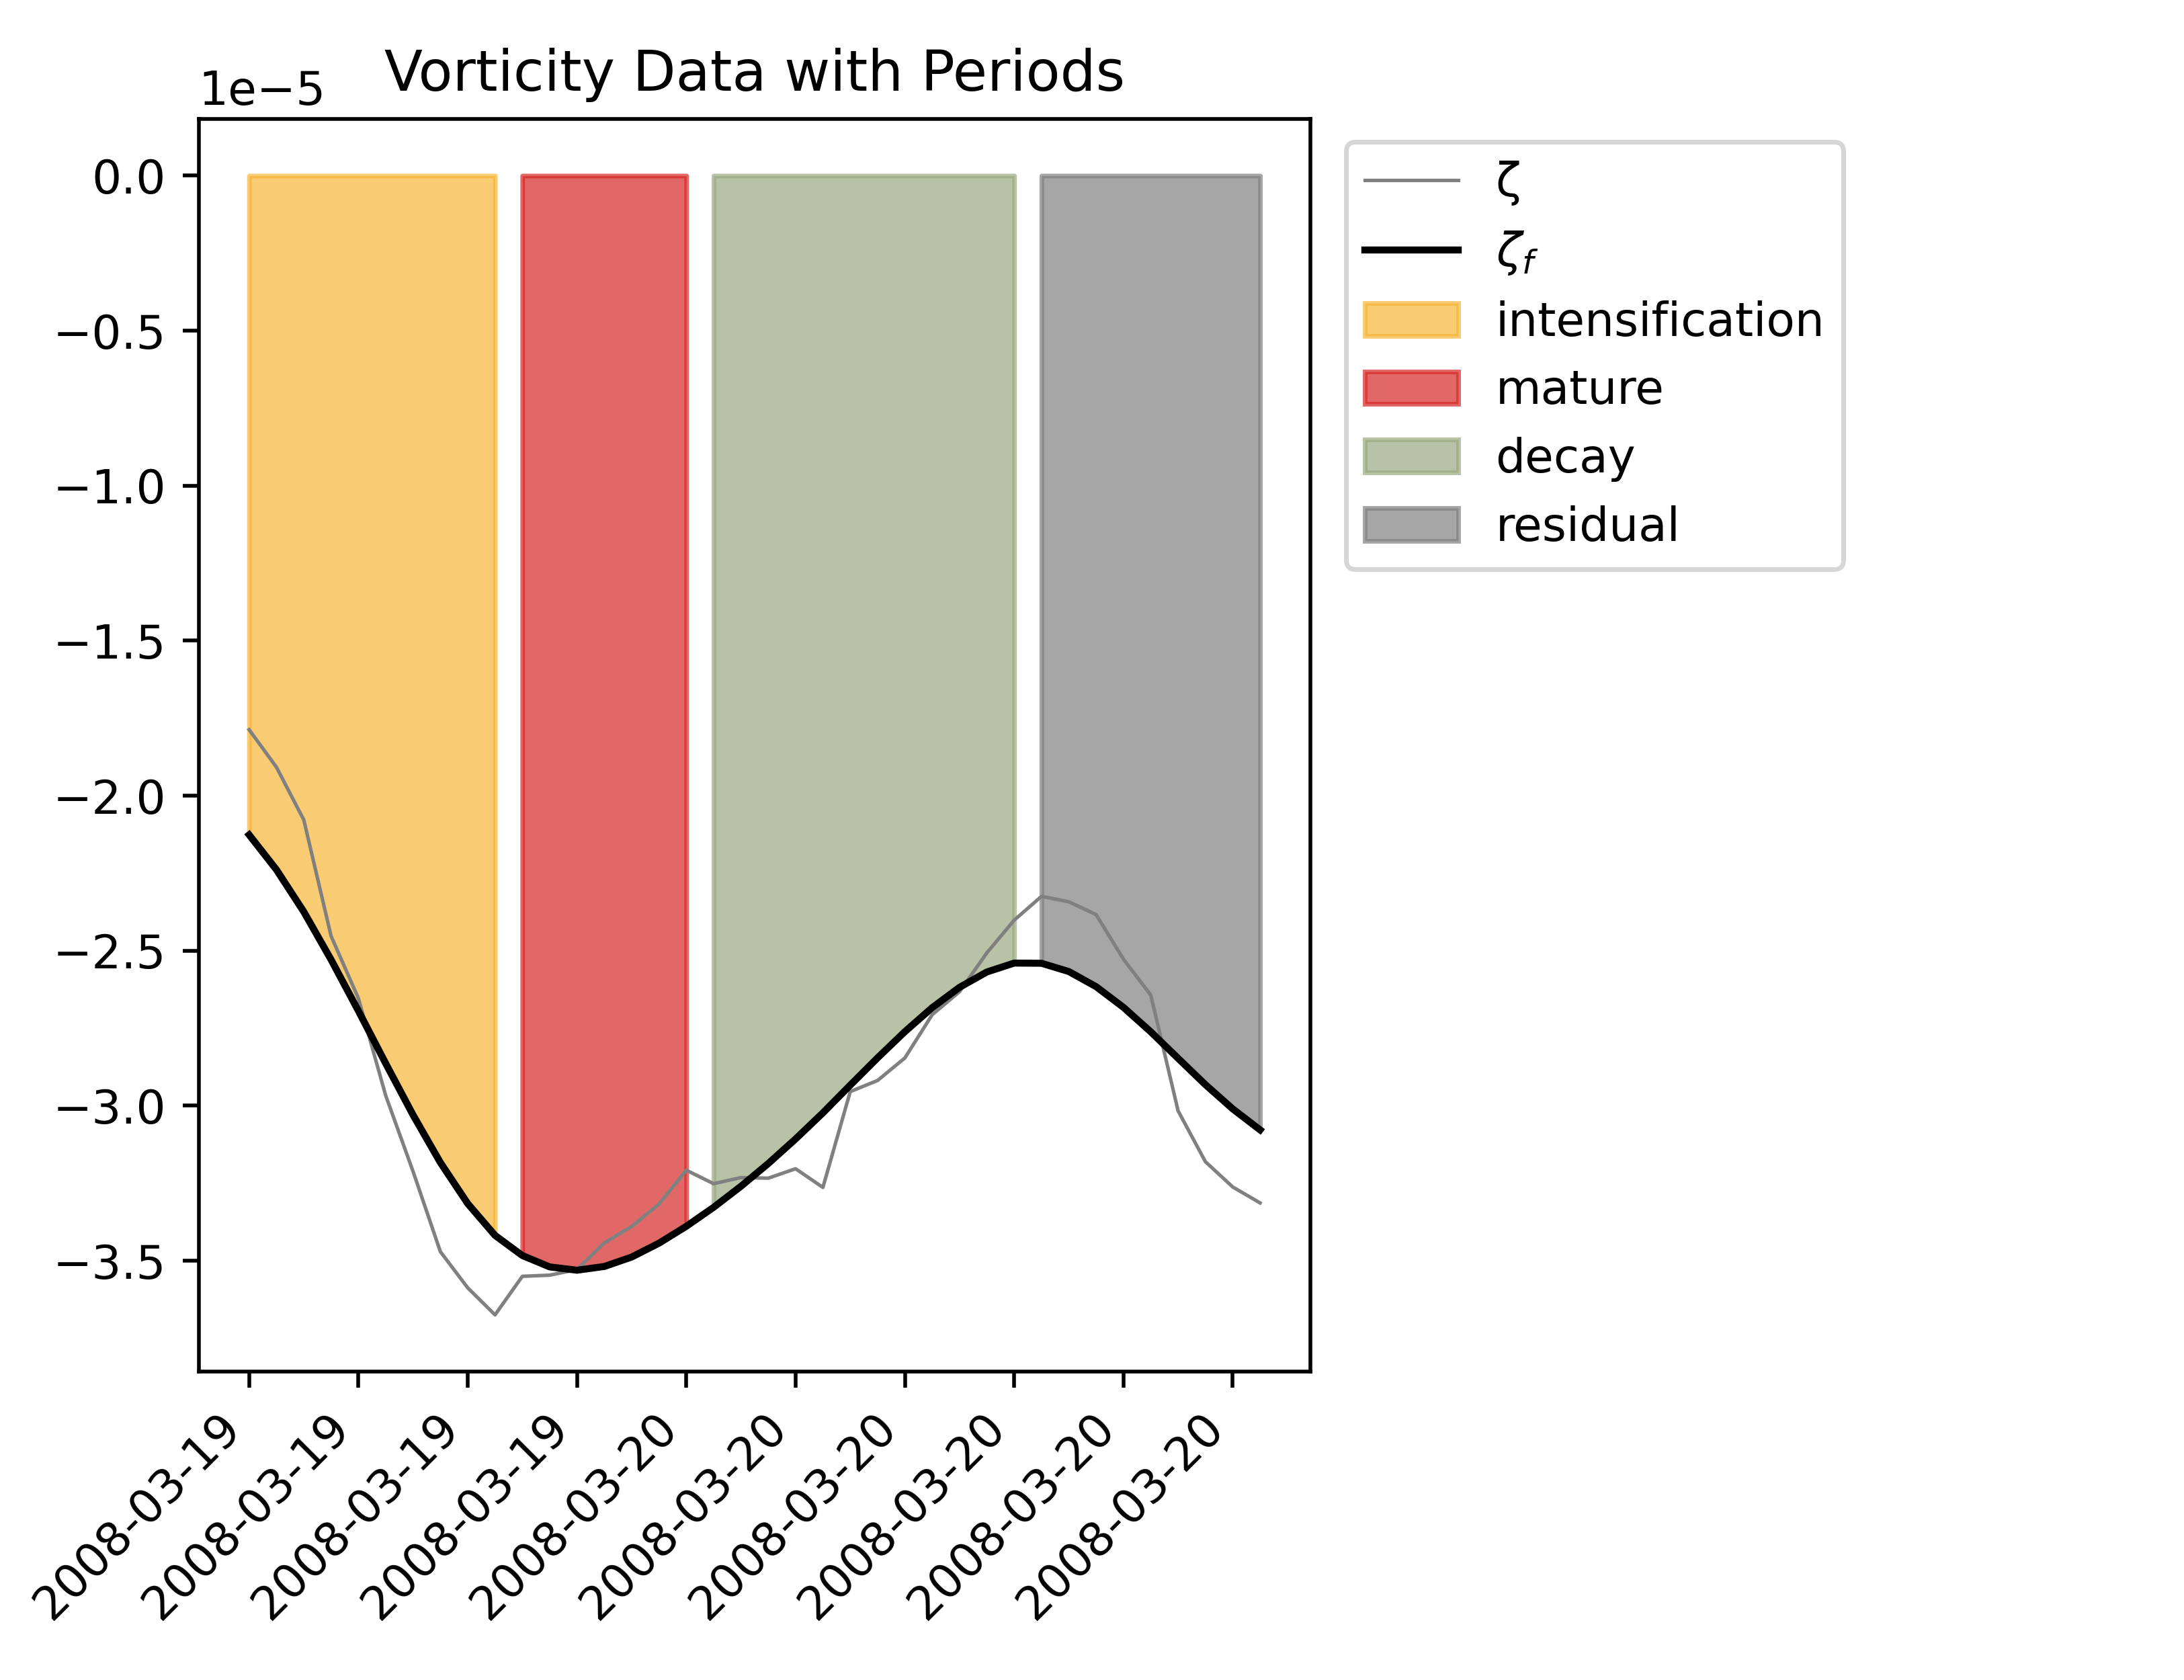 Vorticity Data with Periods
1e−5
0.0
−0.5
−1.0
−1.5
−2.0
−2.5
−3.0
−3.5
2008-03-19
2008-03-19
2008-03-19
2008-03-19
2008-03-20
2008-03-20
2008-03-20
2008-03-20
2008-03-20
2008-03-20
ζ
ζf
intensification
mature
decay
residual